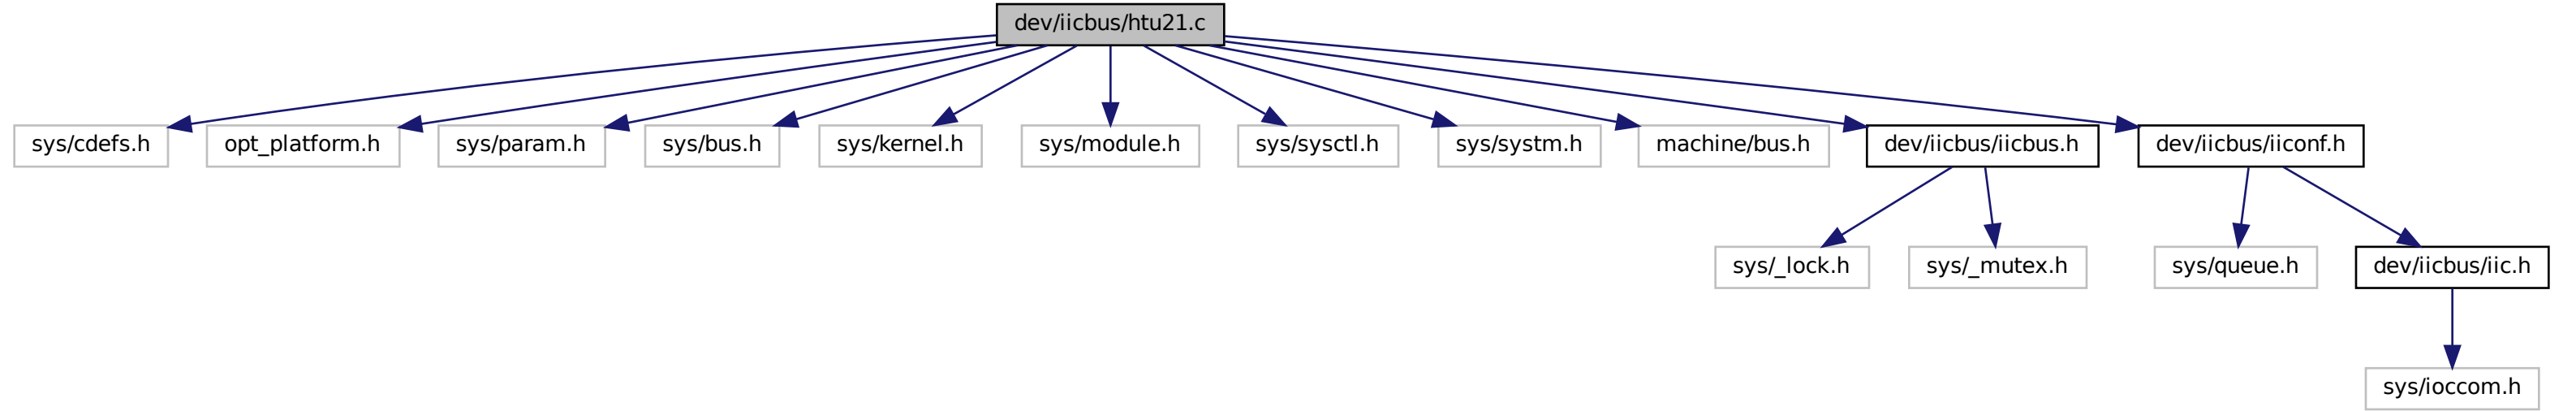 dev/iicbus/htu21.c
sys/cdefs.h
opt_platform.h
sys/param.h
sys/bus.h
sys/kernel.h
sys/module.h
sys/sysctl.h
sys/systm.h
machine/bus.h
dev/iicbus/iicbus.h
dev/iicbus/iiconf.h
sys/_lock.h
sys/_mutex.h
sys/queue.h
dev/iicbus/iic.h
sys/ioccom.h